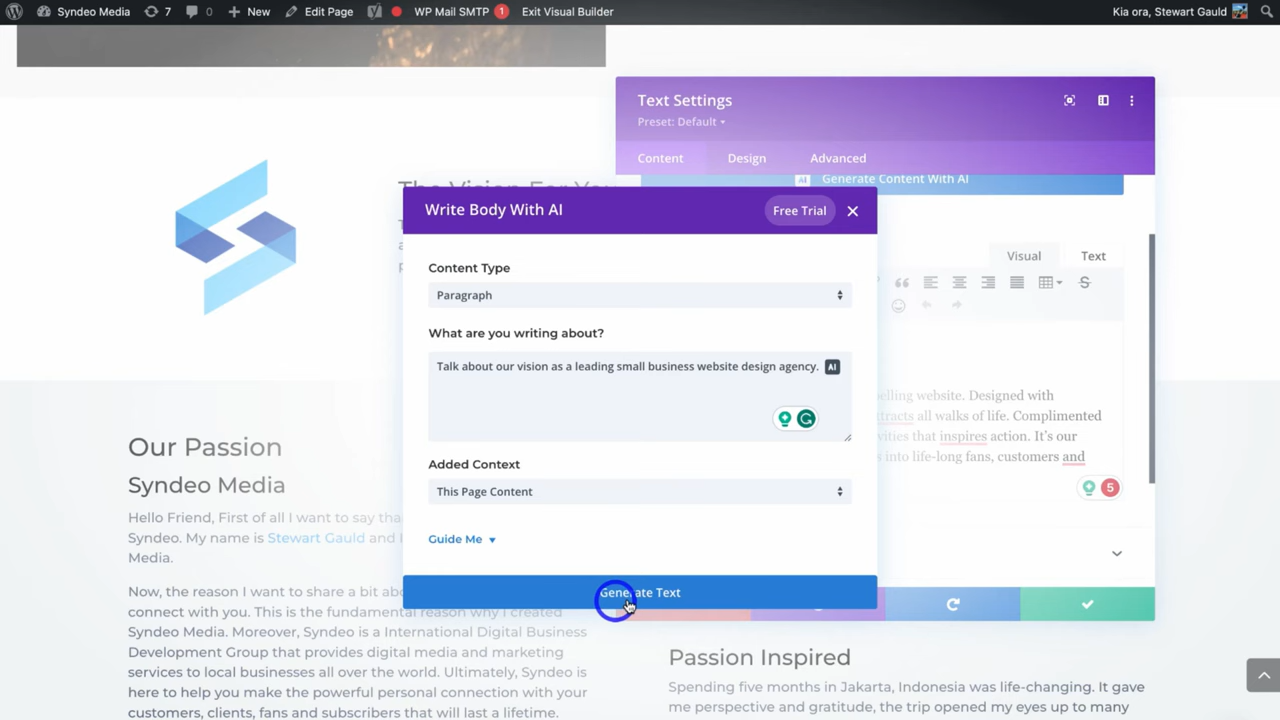 Syndeo Media 7 0 New Edit Page WP Mail SMTP 1 Exit Visual Builder Kia ora, Stewart Gauld
Text Settings
Preset: Default
Content Design Advanced
AI Generate Content With AI
The Vision For You
Write Body With AI Free Trial
Visual Text
Content Type
Paragraph
What are you writing about?
Talk about our vision as a leading small business website design agency. AI
elling website. Designed with
tracts all walks of life. Complimented
vities that inspires action. It's our
s into life-long fans, customers and
5
Added Context
This Page Content
Guide Me
Generate Text
Our Passion
Syndeo Media
Hello Friend, First of all I want to say tha
Syndeo. My name is Stewart Gauld and
Media.
Now, the reason I want to share a bit abo
connect with you. This is the fundamental reason why I created
Syndeo Media. Moreover, Syndeo is a International Digital Business
Development Group that provides digital media and marketing
services to local businesses all over the world. Ultimately, Syndeo is
here to help you make the powerful personal connection with your
customers, clients, fans and subscribers that will last a lifetime.
Passion Inspired
Spending five months in Jakarta, Indonesia was life-changing. It gave
me perspective and gratitude, the trip opened my eyes up to many